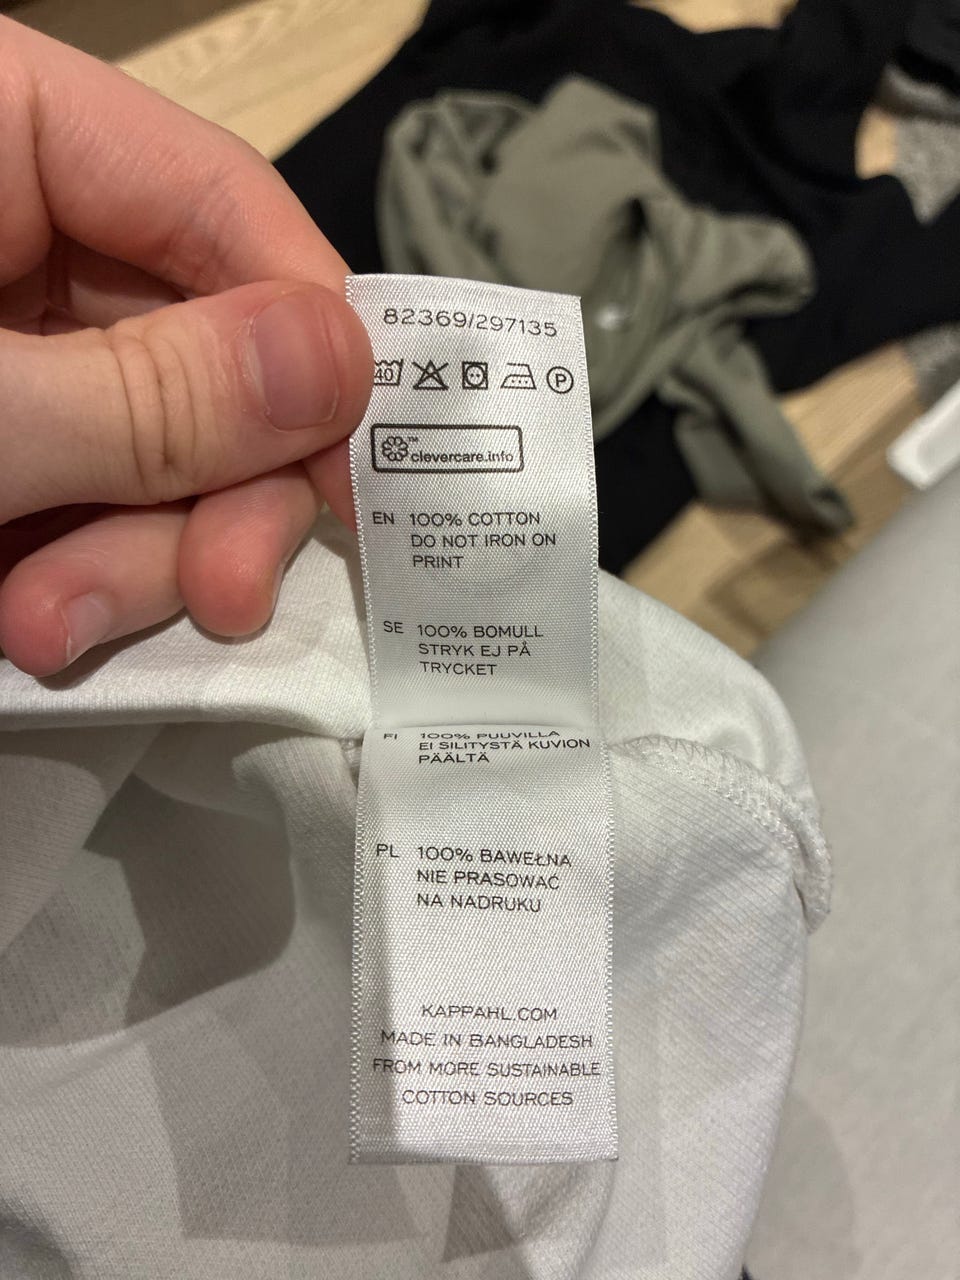 82369/297135
40 P
™
clevercare.info
EN 100% COTTON
DO NOT IRON ON
PRINT
SE 100% BOMULL
STRYK EJ PÅ
TRYCKET
FI 100% PUUVILLA
EI SILITYSTÄ KUVION
PÄÄLTÄ
PL 100% BAWEŁNA
NIE PRASOWAĆ
NA NADRUKU
KAPPAHL.COM
MADE IN BANGLADESH
FROM MORE SUSTAINABLE
COTTON SOURCES